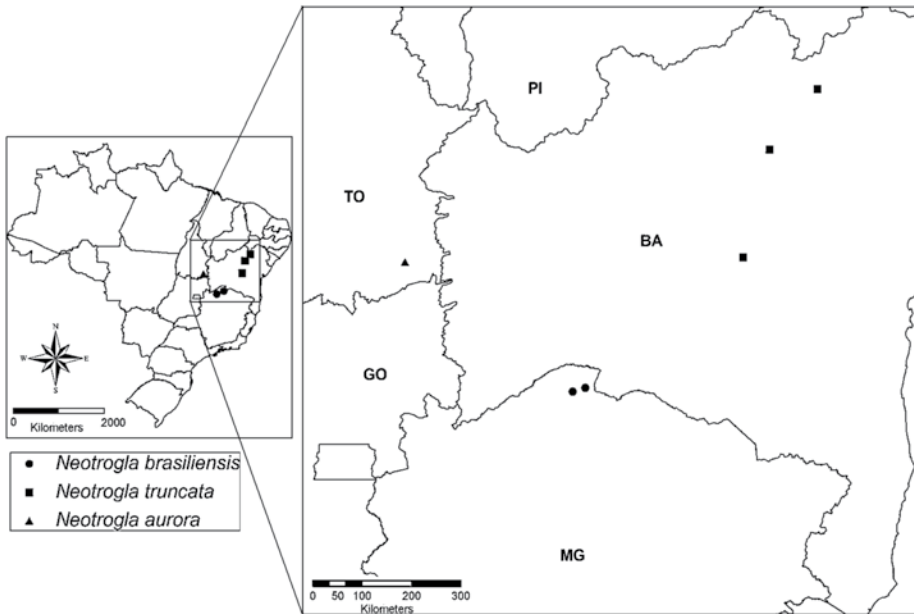 PI
TO
BA
GO
MG
N
W E
S
0 2000
Kilometers
Neotrogla brasiliensis
Neotrogla truncata
Neotrogla aurora
0 50 100 200 300
Kilometers